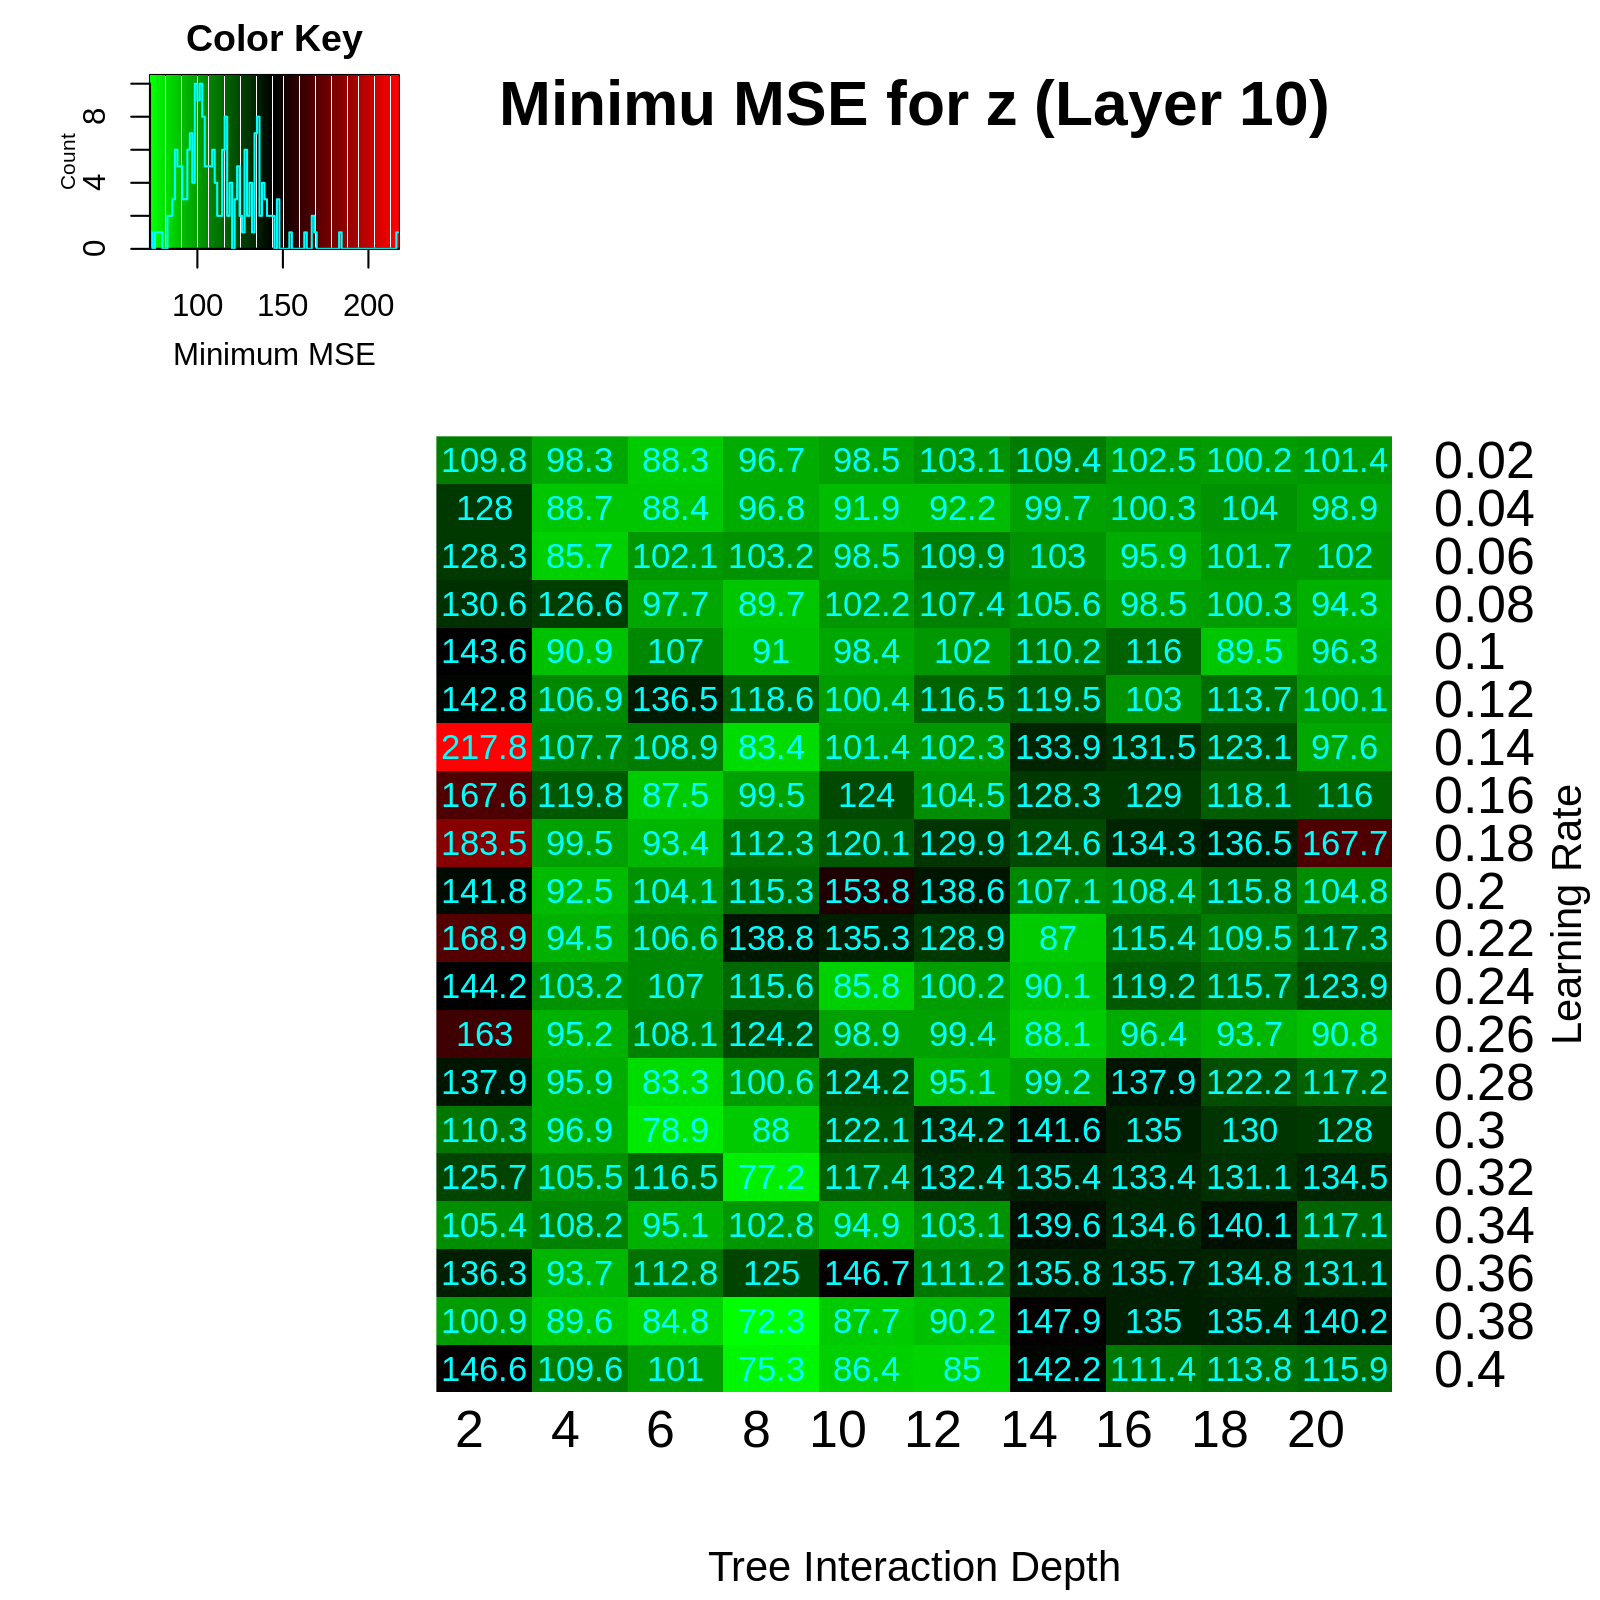 Color Key
Minimu MSE for z (Layer 10)
Count
0 4 8
100 150 200
Minimum MSE
109.8 98.3 88.3 96.7 98.5 103.1 109.4 102.5 100.2 101.4 0.02
128 88.7 88.4 96.8 91.9 92.2 99.7 100.3 104 98.9 0.04
128.3 85.7 102.1 103.2 98.5 109.9 103 95.9 101.7 102 0.06
130.6 126.6 97.7 89.7 102.2 107.4 105.6 98.5 100.3 94.3 0.08
143.6 90.9 107 91 98.4 102 110.2 116 89.5 96.3 0.1
142.8 106.9 136.5 118.6 100.4 116.5 119.5 103 113.7 100.1 0.12
217.8 107.7 108.9 83.4 101.4 102.3 133.9 131.5 123.1 97.6 0.14
167.6 119.8 87.5 99.5 124 104.5 128.3 129 118.1 116 0.16
183.5 99.5 93.4 112.3 120.1 129.9 124.6 134.3 136.5 167.7 0.18
141.8 92.5 104.1 115.3 153.8 138.6 107.1 108.4 115.8 104.8 0.2
168.9 94.5 106.6 138.8 135.3 128.9 87 115.4 109.5 117.3 0.22
144.2 103.2 107 115.6 85.8 100.2 90.1 119.2 115.7 123.9 0.24
163 95.2 108.1 124.2 98.9 99.4 88.1 96.4 93.7 90.8 0.26
137.9 95.9 83.3 100.6 124.2 95.1 99.2 137.9 122.2 117.2 0.28
110.3 96.9 78.9 88 122.1 134.2 141.6 135 130 128 0.3
125.7 105.5 116.5 77.2 117.4 132.4 135.4 133.4 131.1 134.5 0.32
105.4 108.2 95.1 102.8 94.9 103.1 139.6 134.6 140.1 117.1 0.34
136.3 93.7 112.8 125 146.7 111.2 135.8 135.7 134.8 131.1 0.36
100.9 89.6 84.8 72.3 87.7 90.2 147.9 135 135.4 140.2 0.38
146.6 109.6 101 75.3 86.4 85 142.2 111.4 113.8 115.9 0.4
Learning Rate
2 4 6 8 10 12 14 16 18 20
Tree Interaction Depth